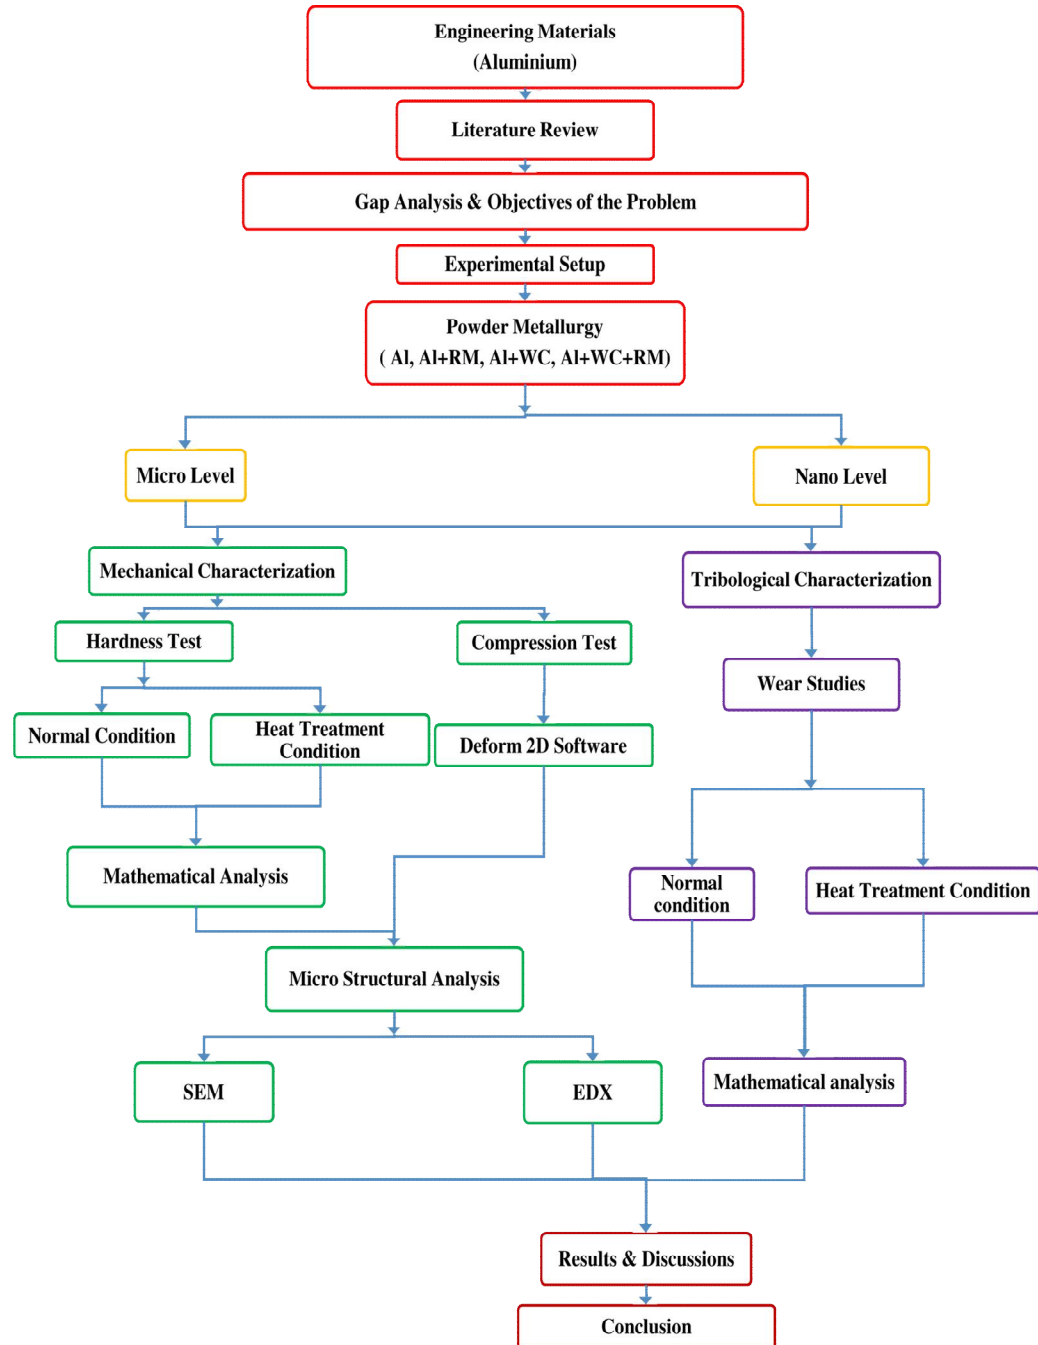 Engineering Materials
(Aluminium)
Literature Review
Gap Analysis & Objectives of the Problem
Experimental Setup
Powder Metallurgy
( Al, Al+RM, Al+WC, Al+WC+RM)
Micro Level
Nano Level
Mechanical Characterization
Tribological Characterization
Hardness Test
Compression Test
Wear Studies
Normal Condition
Heat Treatment
Condition
Deform 2D Software
Mathematical Analysis
Normal
condition
Heat Treatment Condition
Micro Structural Analysis
SEM
EDX
Mathematical analysis
Results & Discussions
Conclusion